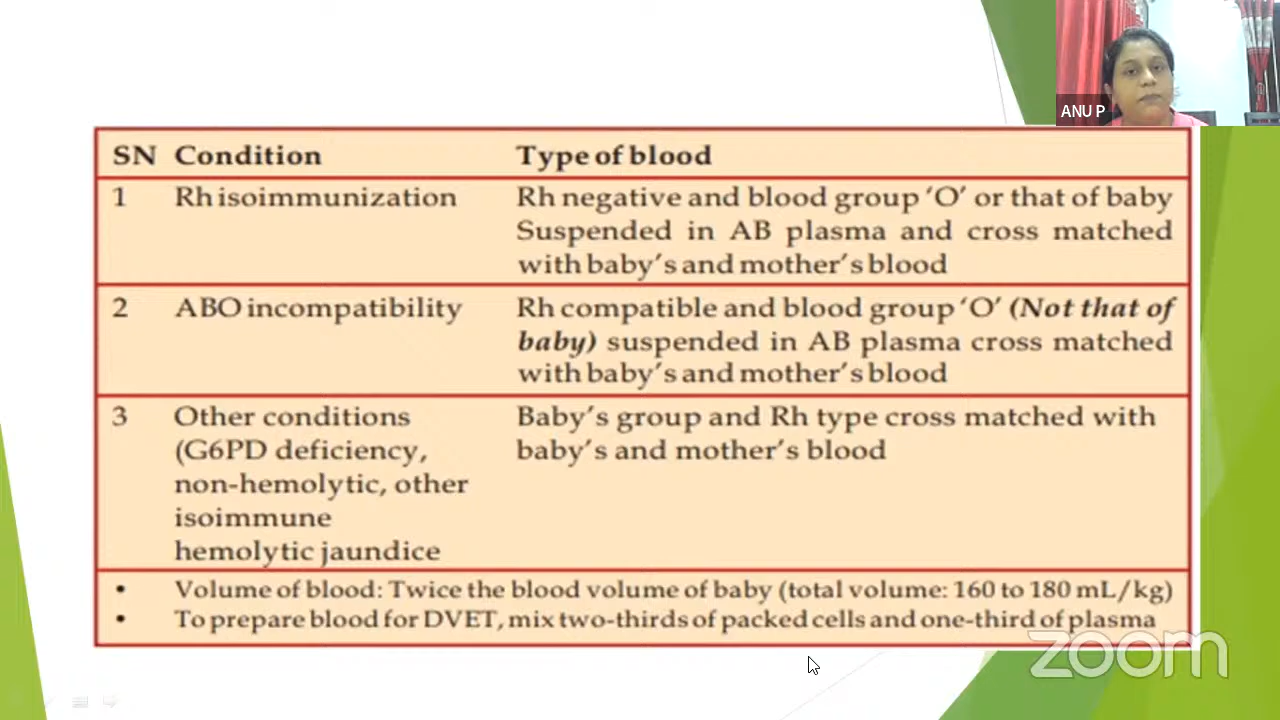 ANU P
SN Condition Type of blood
1 Rh isoimmunization Rh negative and blood group ‘O’ or that of baby
Suspended in AB plasma and cross matched
with baby’s and mother’s blood
2 ABO incompatibility Rh compatible and blood group ‘O’ (Not that of
baby) suspended in AB plasma cross matched
with baby’s and mother’s blood
3 Other conditions Baby’s group and Rh type cross matched with
(G6PD deficiency, baby’s and mother’s blood
non-hemolytic, other
isoimmune
hemolytic jaundice
• Volume of blood: Twice the blood volume of baby (total volume: 160 to 180 mL/kg)
• To prepare blood for DVET, mix two-thirds of packed cells and one-third of plasma
zoom